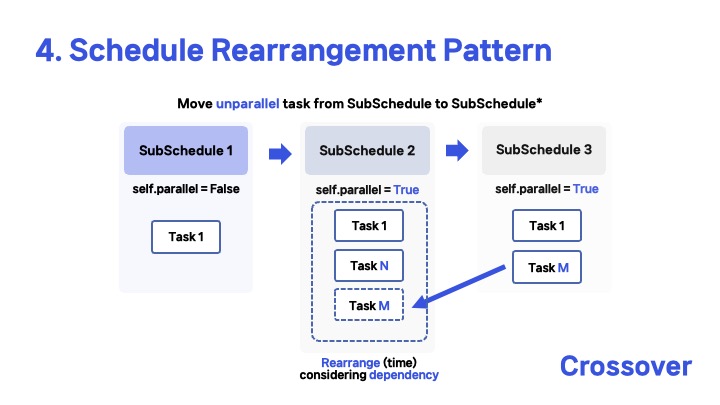 4. Schedule Rearrangement Pattern
Move unparallel task from SubSchedule to SubSchedule*
SubSchedule 1
self.parallel = False
Task 1
SubSchedule 2
self.parallel = True
Task 1
Task N
Task M
Rearrange (time)
considering dependency
SubSchedule 3
self.parallel = True
Task 1
Task M
Crossover